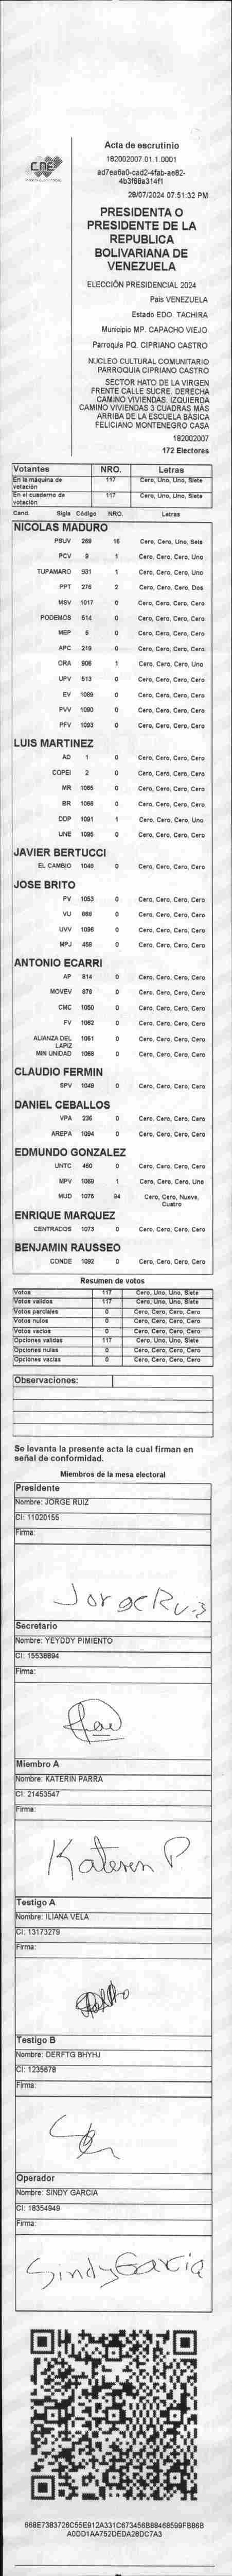 CNE
Acta de escrutinio
182002007.01.1.0001
ad7ea6a0-cad2-4fab-ae82-
4b3f68a314f1
28/07/2024 07:51:32 PM
PRESIDENTA O
PRESIDENTE DE LA
REPUBLICA
BOLIVARIANA DE
VENEZUELA
ELECCIÓN PRESIDENCIAL 2024
País VENEZUELA
Estado EDO. TACHIRA
Municipio MP. CAPACHO VIEJO
Parroquia PQ. CIPRIANO CASTRO
NUCLEO CULTURAL COMUNITARIO
PARROQUIA CIPRIANO CASTRO
SECTOR HATO DE LA VIRGEN
FRENTE CALLE SUCRE. DERECHA
CAMINO VIVIENDAS. IZQUIERDA
CAMINO VIVIENDAS 3 CUADRAS MÁS
ARRIBA DE LA ESCUELA BÁSICA
FELICIANO MONTENEGRO CASA
182002007
172 Electores
Votantes NRO. Letras
En la máquina de votación 117 Cero, Uno, Uno, Siete
En el cuaderno de votación 117 Cero, Uno, Uno, Siete
Cand. Sigla Código NRO. Letras
NICOLAS MADURO
PSUV 269 16 Cero, Cero, Uno, Seis
PCV 9 1 Cero, Cero, Cero, Uno
TUPAMARO 531 1 Cero, Cero, Cero, Uno
PPT 276 2 Cero, Cero, Cero, Dos
MSV 1017 0 Cero, Cero, Cero, Cero
PODEMOS 514 0 Cero, Cero, Cero, Cero
MEP 6 0 Cero, Cero, Cero, Cero
APC 219 0 Cero, Cero, Cero, Cero
ORA 906 1 Cero, Cero, Cero, Uno
UPV 513 0 Cero, Cero, Cero, Cero
EV 1089 0 Cero, Cero, Cero, Cero
PVV 1090 0 Cero, Cero, Cero, Cero
PFV 1093 0 Cero, Cero, Cero, Cero
LUIS MARTINEZ
AD 1 0 Cero, Cero, Cero, Cero
COPEI 2 0 Cero, Cero, Cero, Cero
MR 1065 0 Cero, Cero, Cero, Cero
BR 1066 0 Cero, Cero, Cero, Cero
DDP 1091 1 Cero, Cero, Cero, Uno
UNE 1095 0 Cero, Cero, Cero, Cero
JAVIER BERTUCCI
EL CAMBIO 1048 0 Cero, Cero, Cero, Cero
JOSE BRITO
PV 1053 0 Cero, Cero, Cero, Cero
VU 868 0 Cero, Cero, Cero, Cero
UVV 1096 0 Cero, Cero, Cero, Cero
MPJ 458 0 Cero, Cero, Cero, Cero
ANTONIO ECARRI
AP 914 0 Cero, Cero, Cero, Cero
MOVEV 878 0 Cero, Cero, Cero, Cero
CMC 1050 0 Cero, Cero, Cero, Cero
FV 1062 0 Cero, Cero, Cero, Cero
ALIANZA DEL LAPIZ 1051 0 Cero, Cero, Cero, Cero
MIN UNIDAD 1088 0 Cero, Cero, Cero, Cero
CLAUDIO FERMIN
SPV 1049 0 Cero, Cero, Cero, Cero
DANIEL CEBALLOS
VPA 236 0 Cero, Cero, Cero, Cero
AREPA 1094 0 Cero, Cero, Cero, Cero
EDMUNDO GONZALEZ
UNTC 460 0 Cero, Cero, Cero, Cero
MPV 1069 1 Cero, Cero, Cero, Uno
MUD 1075 94 Cero, Cero, Nueve, Cuatro
ENRIQUE MARQUEZ
CENTRADOS 1073 0 Cero, Cero, Cero, Cero
BENJAMIN RAUSSEO
CONDE 1092 0 Cero, Cero, Cero, Cero
Resumen de votos
Votos 117 Cero, Uno, Uno, Siete
Votos validos 117 Cero, Uno, Uno, Siete
Votos parciales 0 Cero, Cero, Cero, Cero
Votos nulos 0 Cero, Cero, Cero, Cero
Votos vacios 0 Cero, Cero, Cero, Cero
Opciones validas 117 Cero, Uno, Uno, Siete
Opciones nulas 0 Cero, Cero, Cero, Cero
Opciones vacias 0 Cero, Cero, Cero, Cero
Observaciones:
Se levanta la presente acta la cual firman en
señal de conformidad.
Miembros de la mesa electoral
Presidente
Nombre: JORGE RUIZ
CI: 11020155
Firma:
Jorge Ruiz
Secretario
Nombre: YEYDDY PIMIENTO
CI: 15538894
Firma:
Miembro A
Nombre: KATERIN PARRA
CI: 21453547
Firma:
Katerin P
Testigo A
Nombre: ILIANA VELA
CI: 13173279
Firma:
Testigo B
Nombre: DERFTG BHYHJ
CI: 1235678
Firma:
Operador
Nombre: SINDY GARCIA
CI: 18354949
Firma:
Sindy Garcia
668E7383726C55E912A331C673456B88468599FB86B
A0DD1AA752DEDA28DC7A3